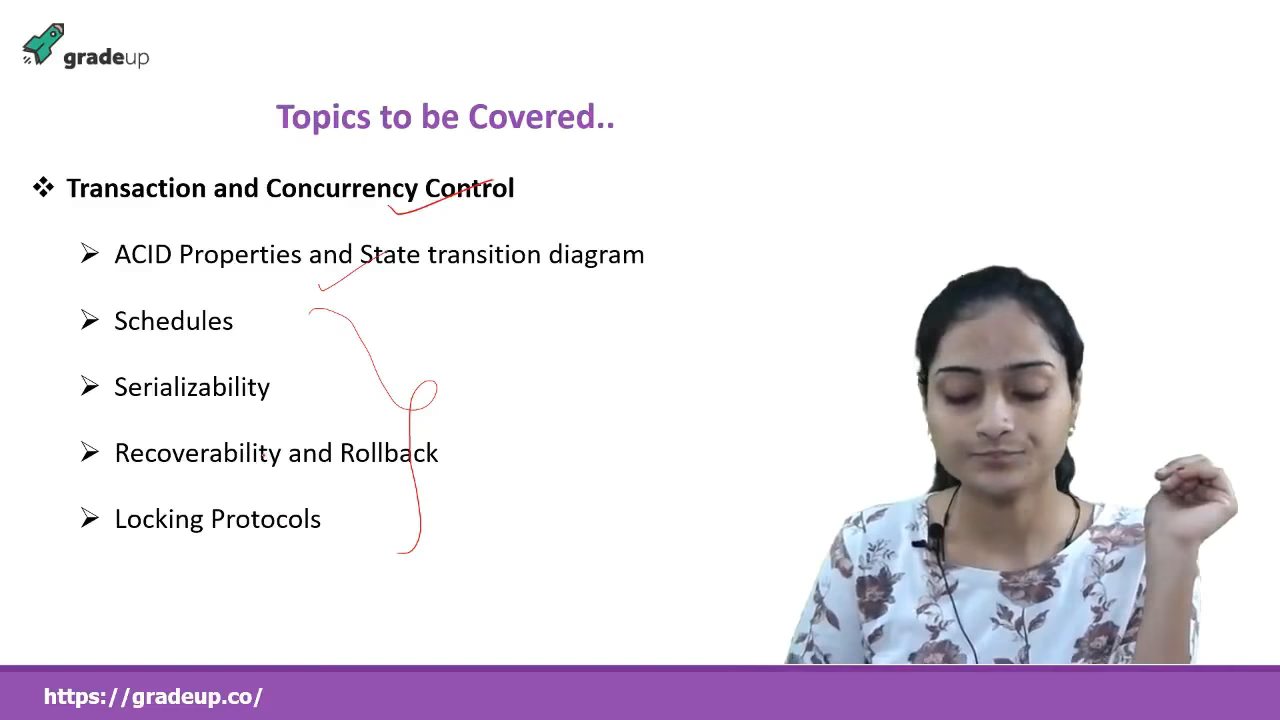 gradeup
Topics to be Covered..
Transaction and Concurrency Control
ACID Properties and State transition diagram
Schedules
Serializability
Recoverability and Rollback
Locking Protocols
https://gradeup.co/